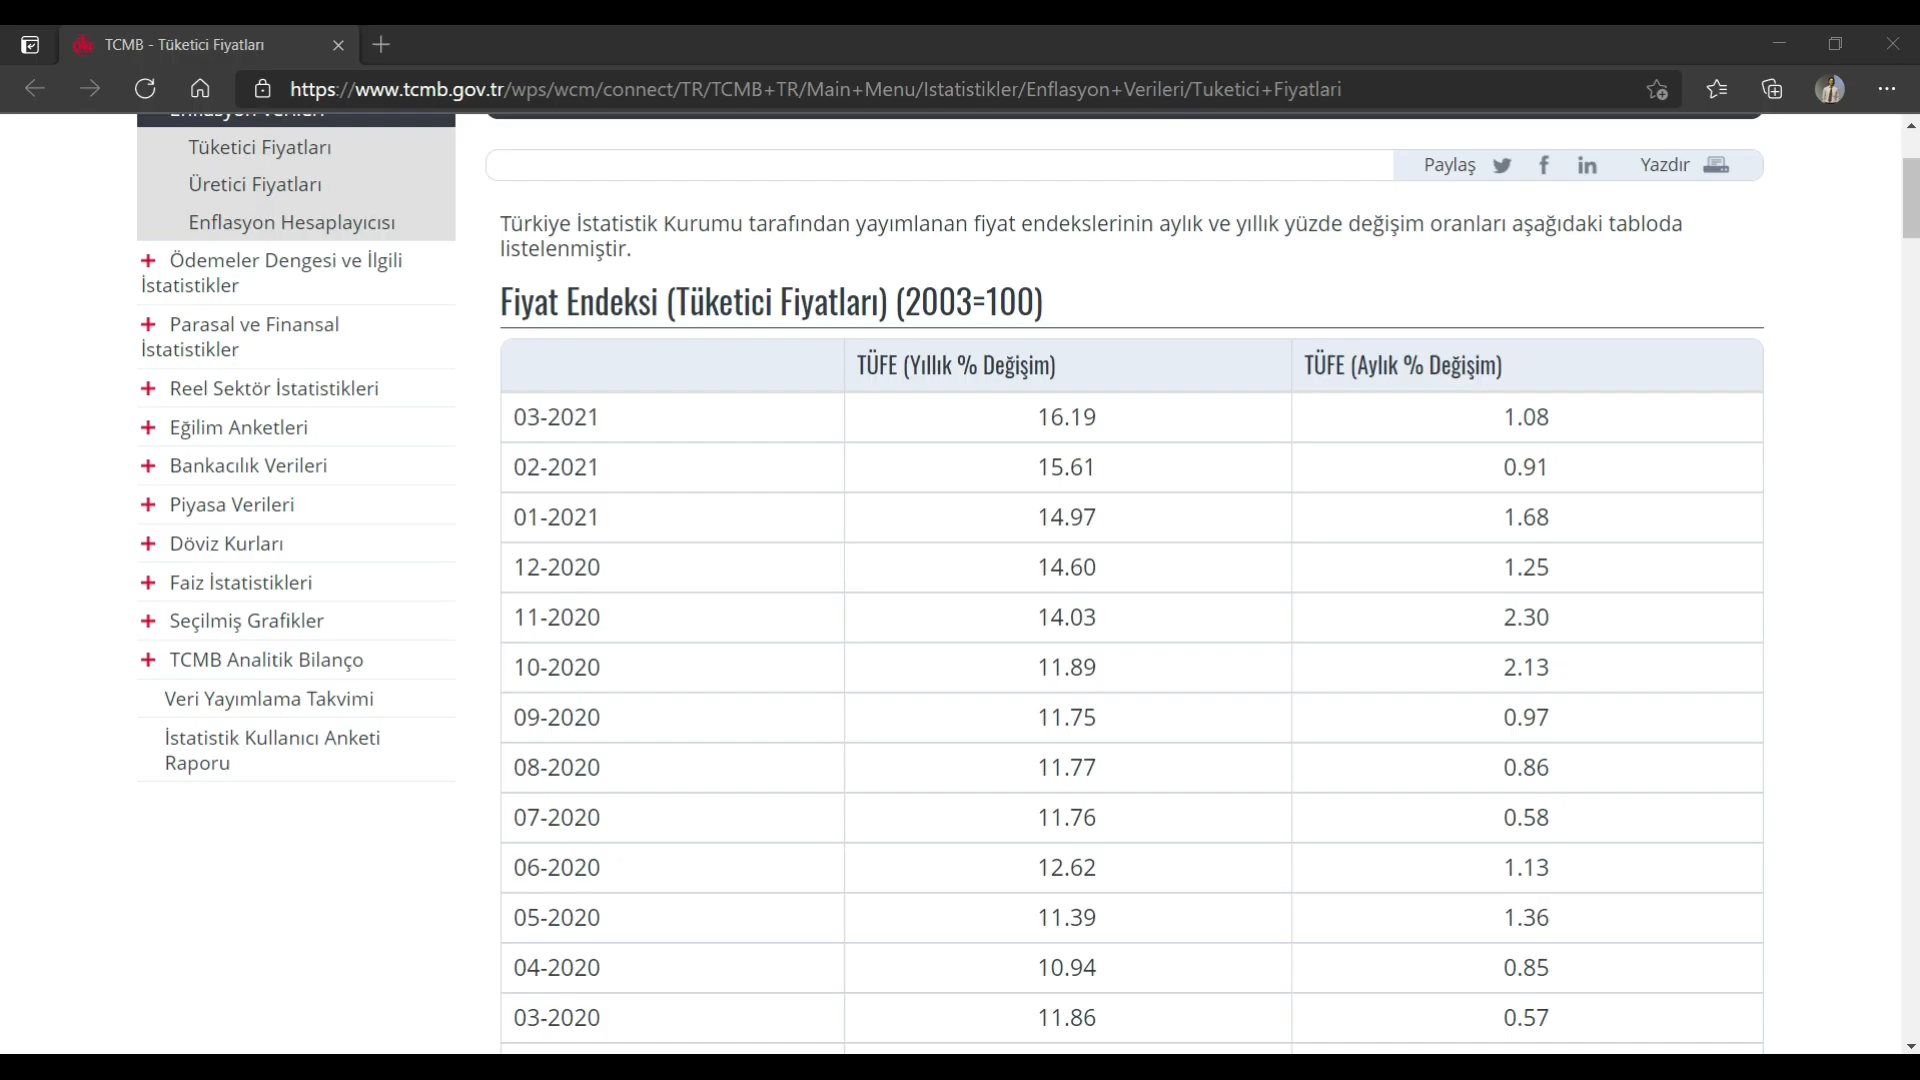 TCMB - Tüketici Fiyatları
https://www.tcmb.gov.tr/wps/wcm/connect/TR/TCMB+TR/Main+Menu/Istatistikler/Enflasyon+Verileri/Tuketici+Fiyatlari
Enflasyon Verileri
Tüketici Fiyatları
Üretici Fiyatları
Enflasyon Hesaplayıcısı
Ödemeler Dengesi ve İlgili
İstatistikler
Parasal ve Finansal
İstatistikler
Reel Sektör İstatistikleri
Eğilim Anketleri
Bankacılık Verileri
Piyasa Verileri
Döviz Kurları
Faiz İstatistikleri
Seçilmiş Grafikler
TCMB Analitik Bilanço
Veri Yayımlama Takvimi
İstatistik Kullanıcı Anketi
Raporu
Paylaş Yazdır
Türkiye İstatistik Kurumu tarafından yayımlanan fiyat endekslerinin aylık ve yıllık yüzde değişim oranları aşağıdaki tabloda
listelenmiştir.
Fiyat Endeksi (Tüketici Fiyatları) (2003=100)
TÜFE (Yıllık % Değişim) TÜFE (Aylık % Değişim)
03-2021 16.19 1.08
02-2021 15.61 0.91
01-2021 14.97 1.68
12-2020 14.60 1.25
11-2020 14.03 2.30
10-2020 11.89 2.13
09-2020 11.75 0.97
08-2020 11.77 0.86
07-2020 11.76 0.58
06-2020 12.62 1.13
05-2020 11.39 1.36
04-2020 10.94 0.85
03-2020 11.86 0.57